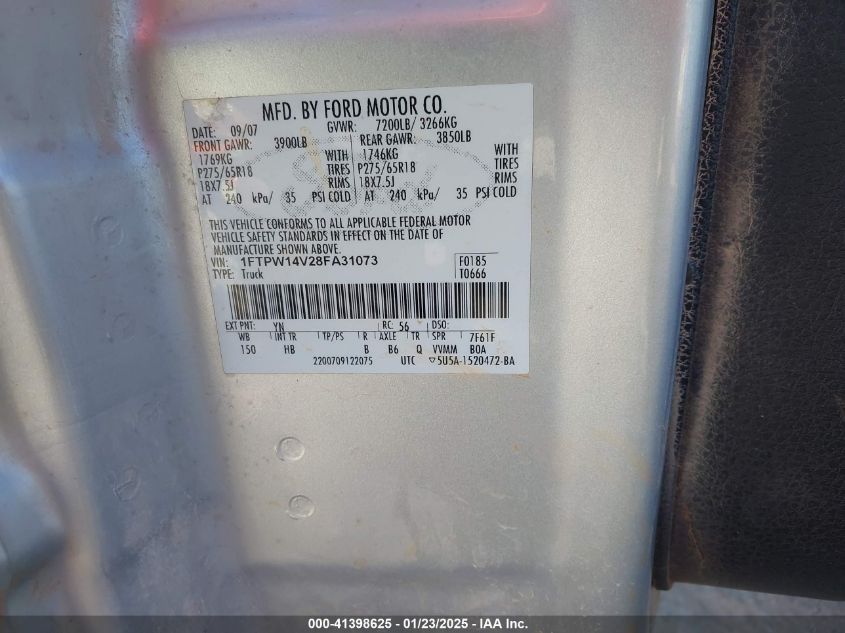 MFD. BY FORD MOTOR CO.
DATE: 09/07 GVWR: 7200LB/ 3266KG
FRONT GAWR: 3900LB REAR GAWR: 3850LB
1769KG WITH 1746KG WITH
P275/65R18 TIRES P275/65R18 TIRES
18X7.5J RIMS 18X7.5J RIMS
AT 240 kPa/ 35 PSI COLD AT 240 kPa/ 35 PSI COLD
THIS VEHICLE CONFORMS TO ALL APPLICABLE FEDERAL MOTOR
VEHICLE SAFETY STANDARDS IN EFFECT ON THE DATE OF
MANUFACTURE SHOWN ABOVE.
VIN: 1FTPW14V28FA31073 F0185
TYPE: Truck T0666
EXT PNT: YN RC: 56 DSO:
WB INT TR TP/PS R AXLE TR SPR 7F61F
150 HB B B6 Q VVMM BOA
2200709122075 UTC ▽5U5A-1520472-BA
000-41398625 - 01/23/2025 - IAA Inc.